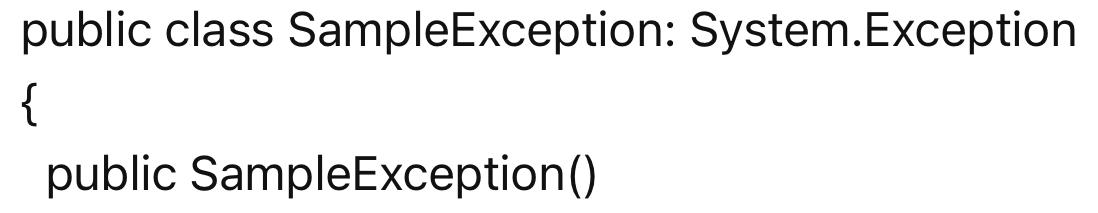 public class SampleException: System.Exception
{
public SampleException()